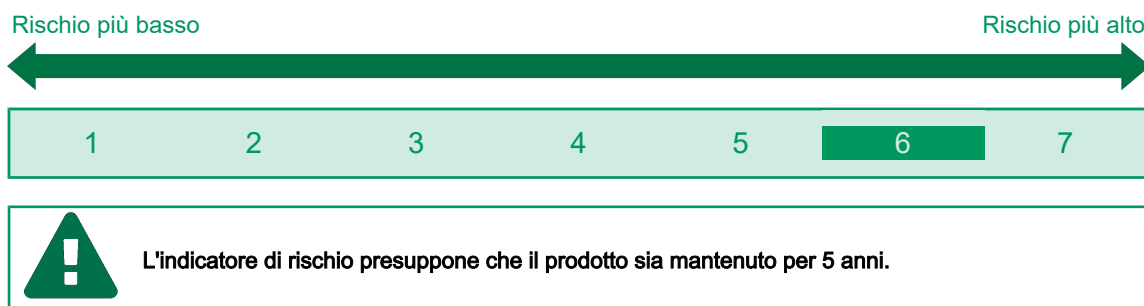 Rischio più basso Rischio più alto
1 2 3 4 5 6 7
L'indicatore di rischio presuppone che il prodotto sia mantenuto per 5 anni.